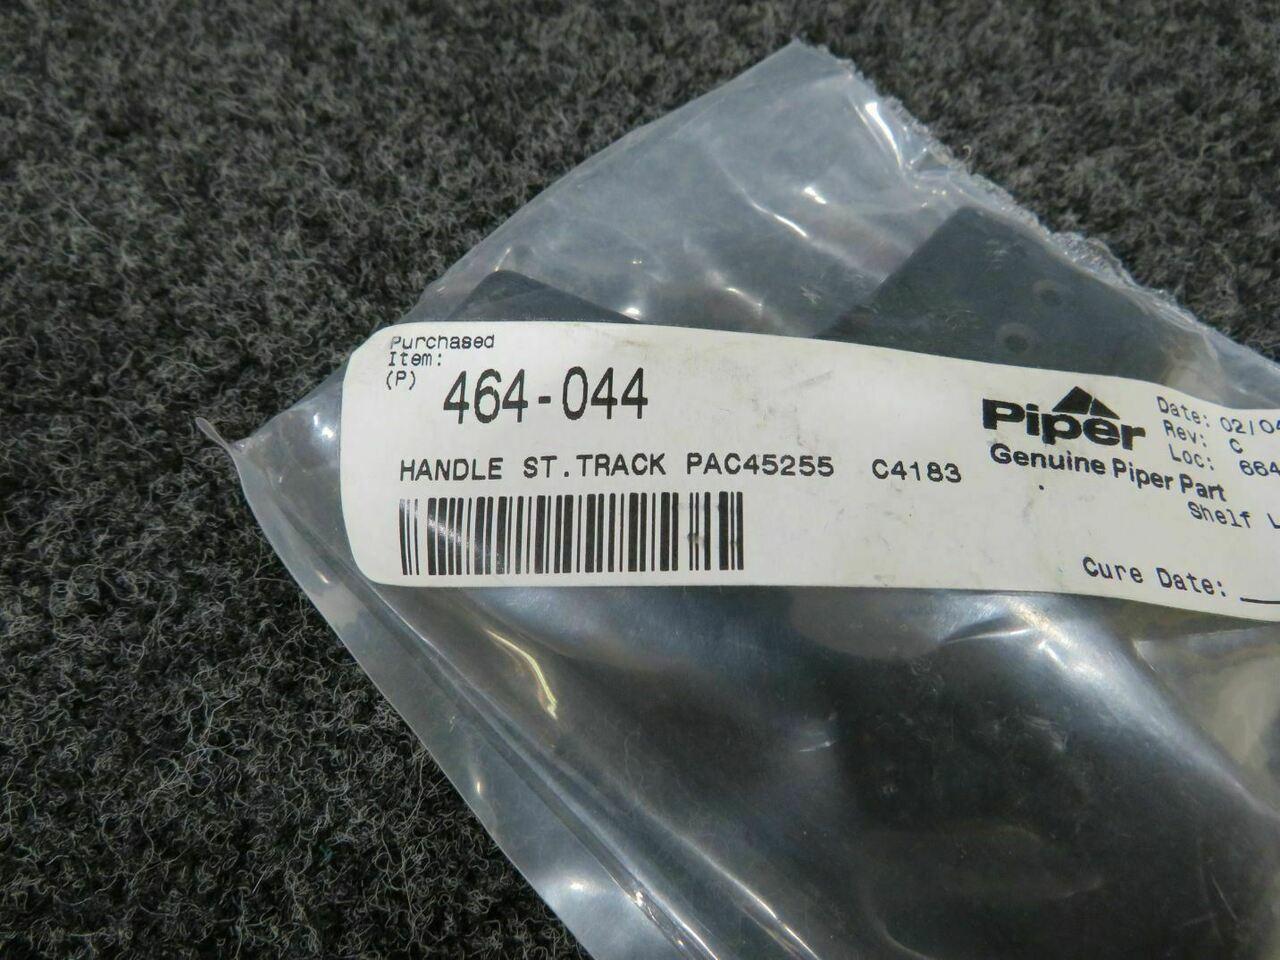 Purchased
Item:
(P) 464-044
HANDLE ST.TRACK PAC45255 C4183
Piper
Genuine Piper Part
Date: 02/04
Rev: C
Loc: 664
Shelf
Cure Date: